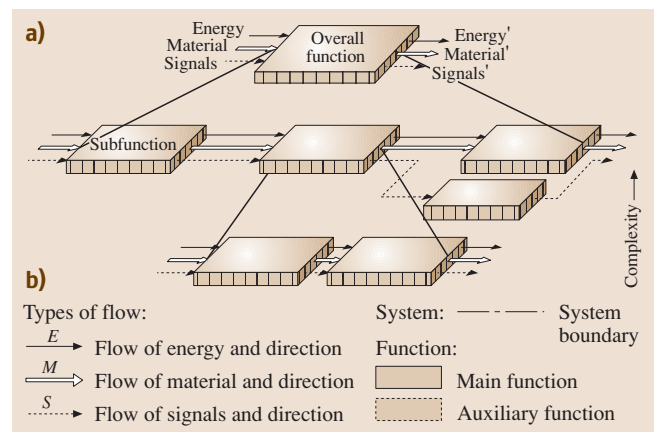 a)
Energy
Material
Signals
Overall
function
Energy'
Material'
Signals'
Subfunction
Complexity
b)
Types of flow:
E
Flow of energy and direction
M
Flow of material and direction
S
Flow of signals and direction
System:
System
boundary
Function:
Main function
Auxiliary function